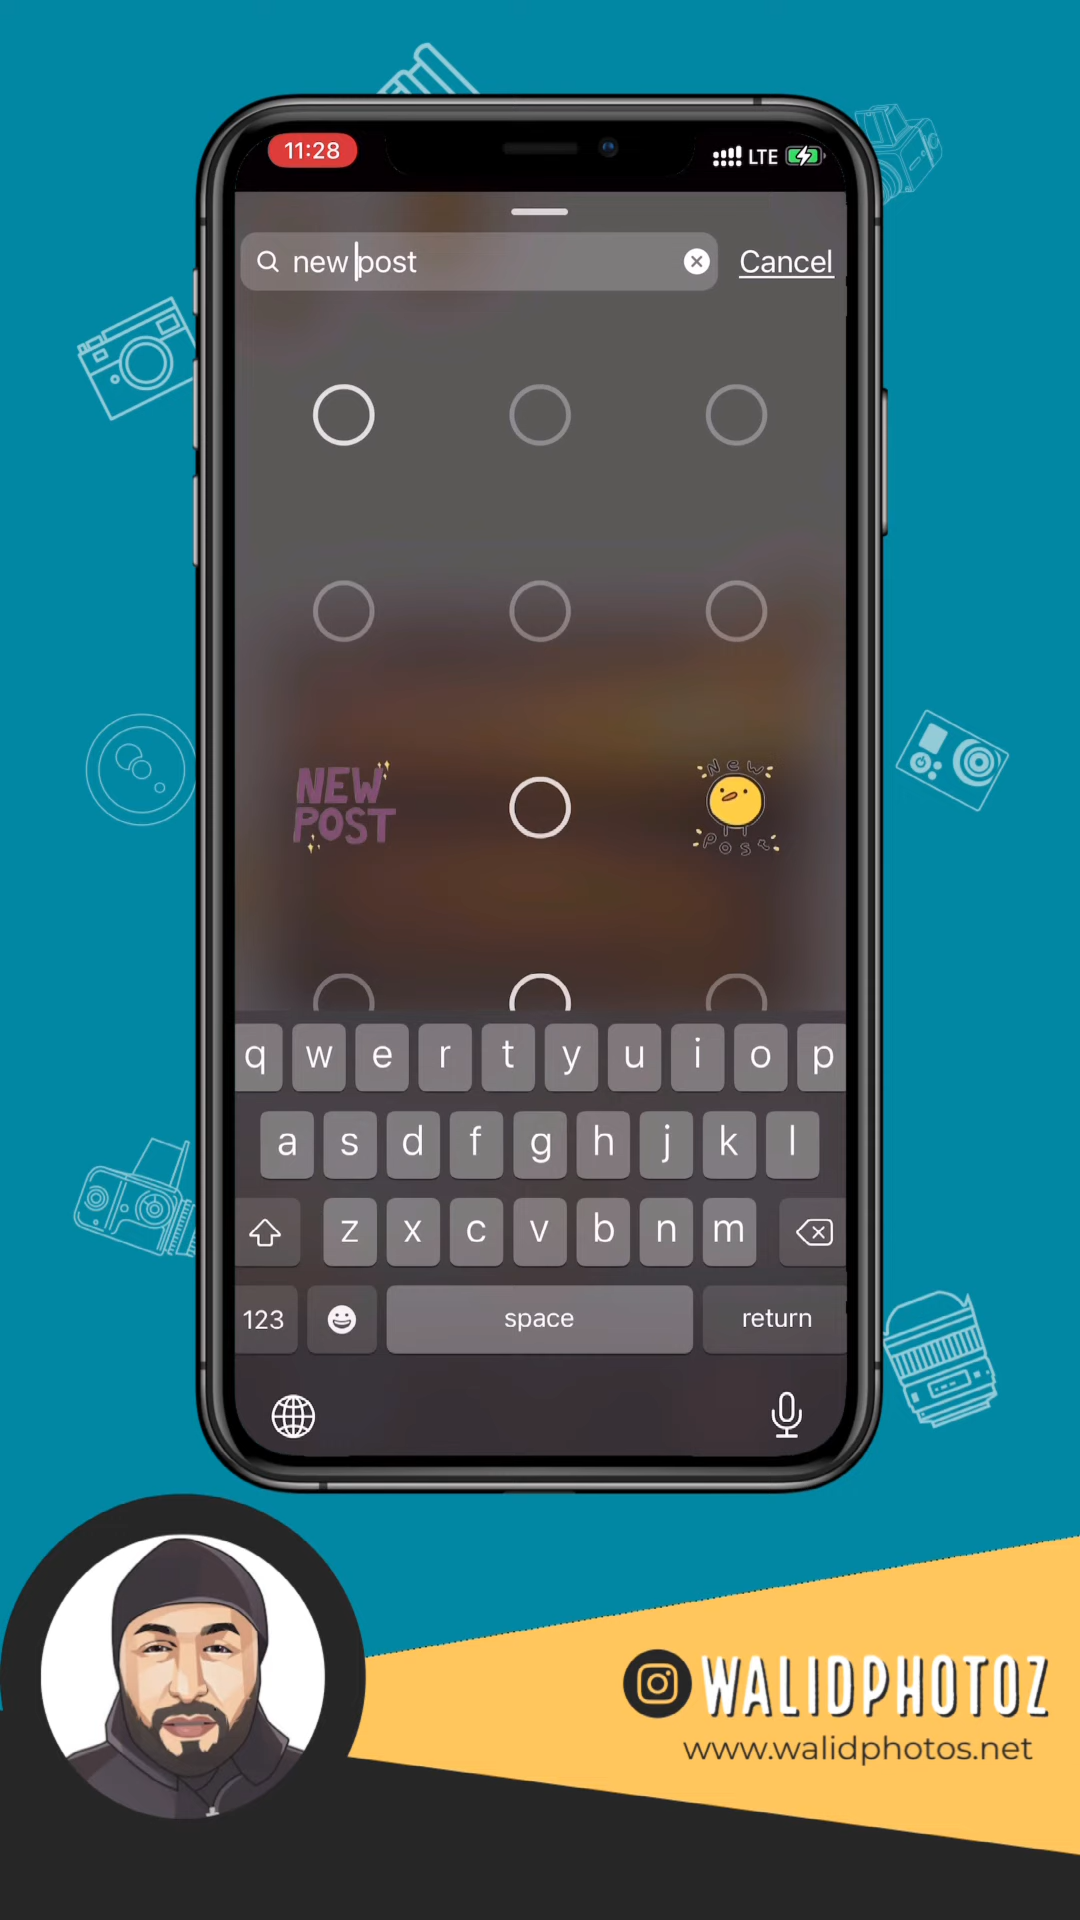 11:28
LTE
new post
Cancel
NEW
POST
NEW
POST
q w e r t y u i o p
a s d f g h j k l
z x c v b n m
123
space
return
WALIDPHOTOZ
www.walidphotos.net